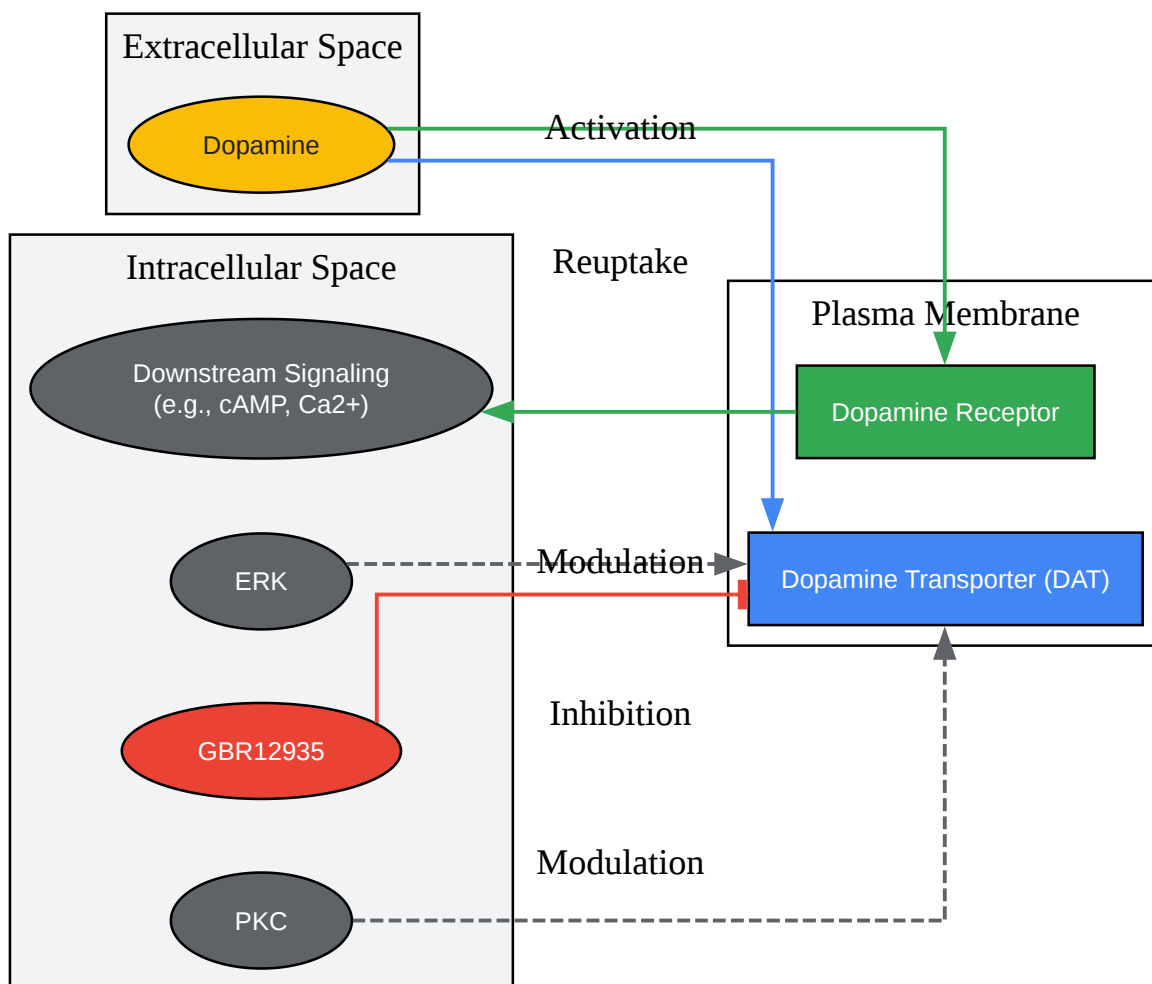 Extracellular Space
Dopamine
Activation
Intracellular Space
Reuptake
Plasma Membrane
Downstream Signaling
(e.g., cAMP, Ca2+)
Dopamine Receptor
ERK
Modulation
Dopamine Transporter (DAT)
GBR12935
Inhibition
Modulation
PKC